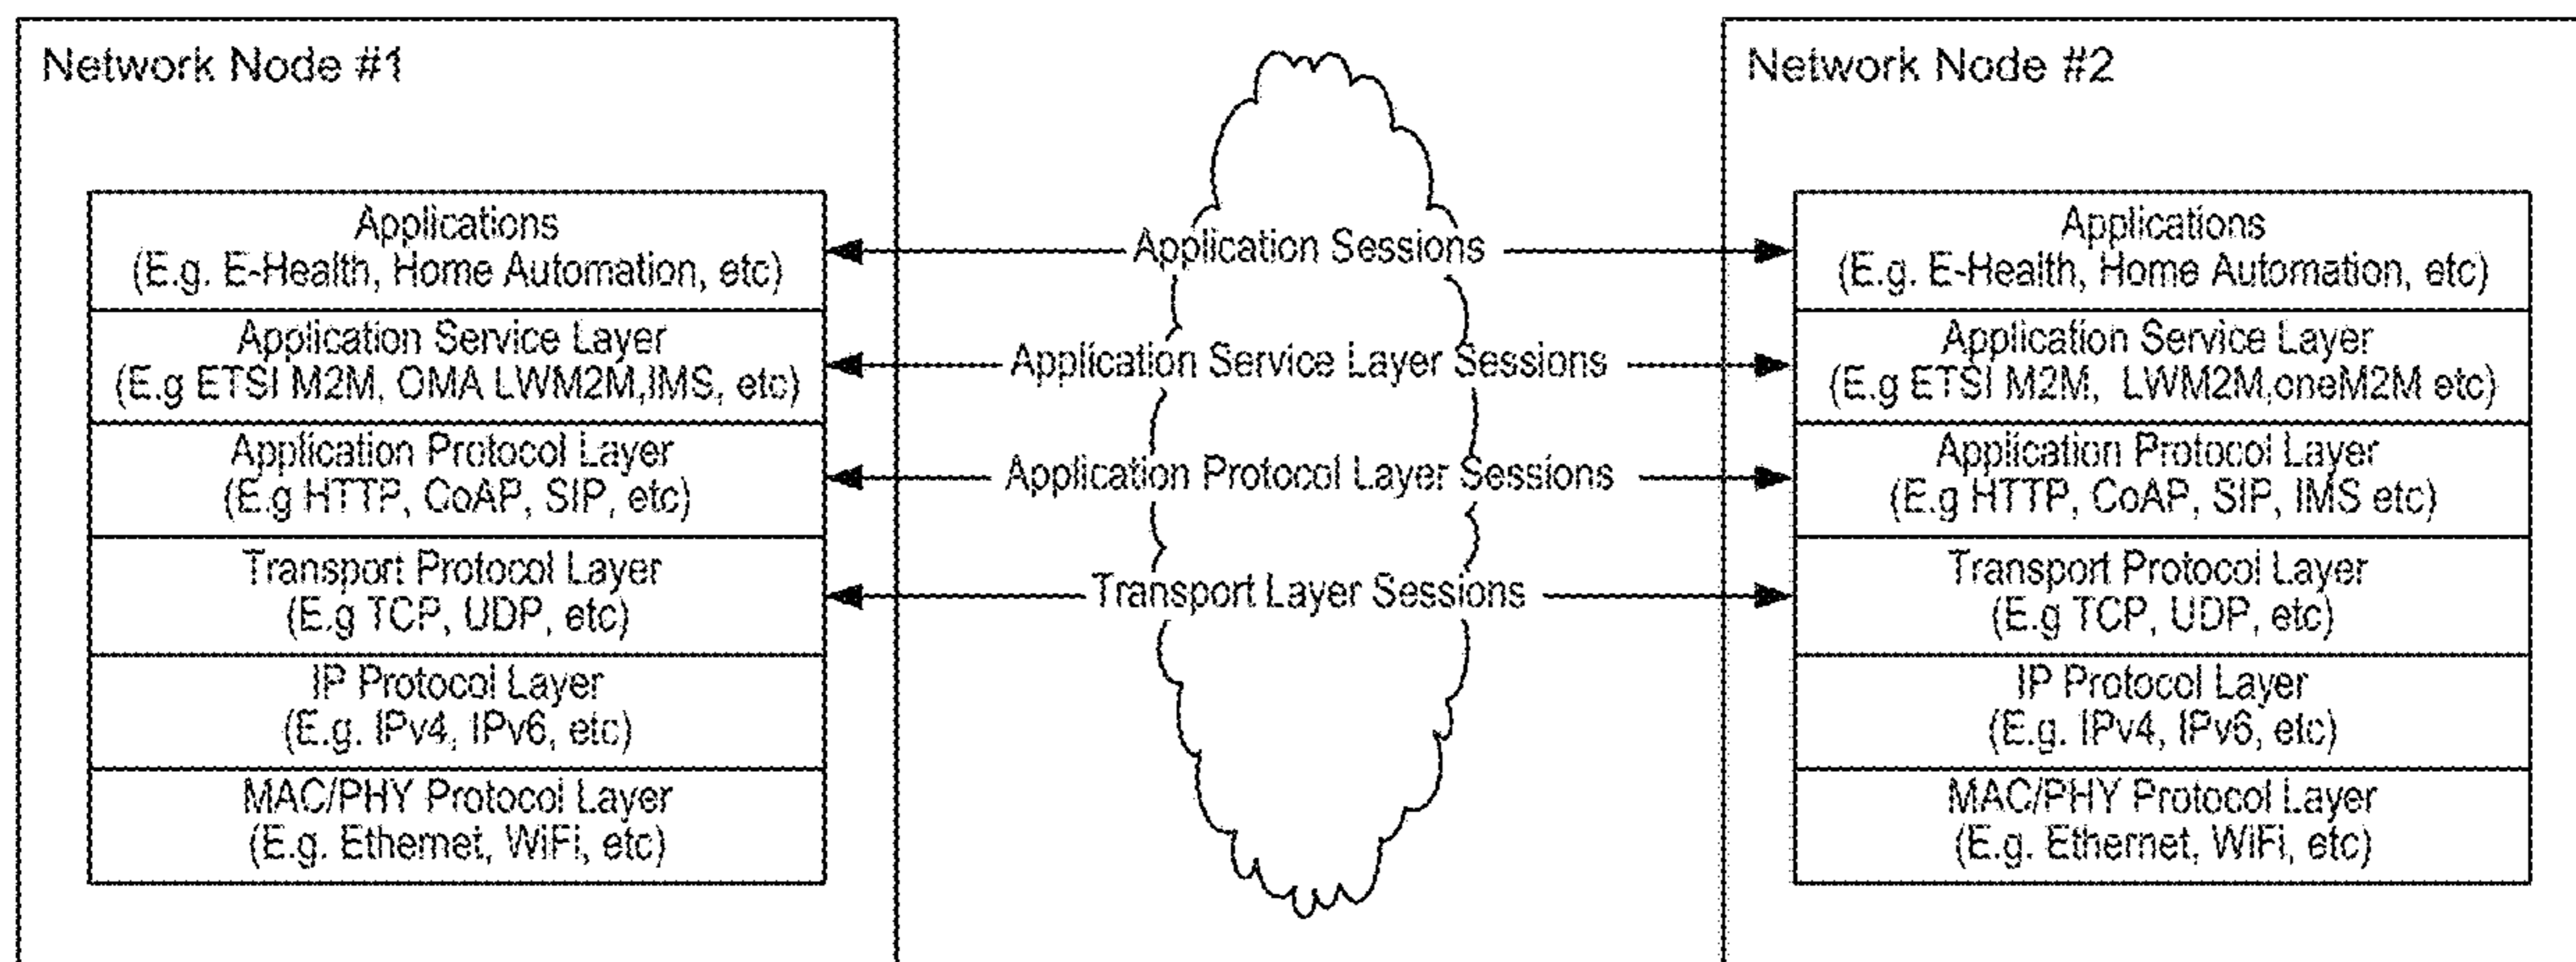 Network Node #1
Applications
(E.g. E-Health, Home Automation, etc)
Application Service Layer
(E.g ETSI M2M, OMA LWM2M,IMS, etc)
Application Protocol Layer
(E.g HTTP, CoAP, SIP, etc)
Transport Protocol Layer
(E.g TCP, UDP, etc)
IP Protocol Layer
(E.g. IPv4, IPv6, etc)
MAC/PHY Protocol Layer
(E.g. Ethernet, WiFi, etc)
Application Sessions
Application Service Layer Sessions
Application Protocol Layer Sessions
Transport Layer Sessions
Network Node #2
Applications
(E.g. E-Health, Home Automation, etc)
Application Service Layer
(E.g ETSI M2M, LWM2M,oneM2M etc)
Application Protocol Layer
(E.g HTTP, CoAP, SIP, IMS etc)
Transport Protocol Layer
(E.g TCP, UDP, etc)
IP Protocol Layer
(E.g. IPv4, IPv6, etc)
MAC/PHY Protocol Layer
(E.g. Ethernet, WiFi, etc)